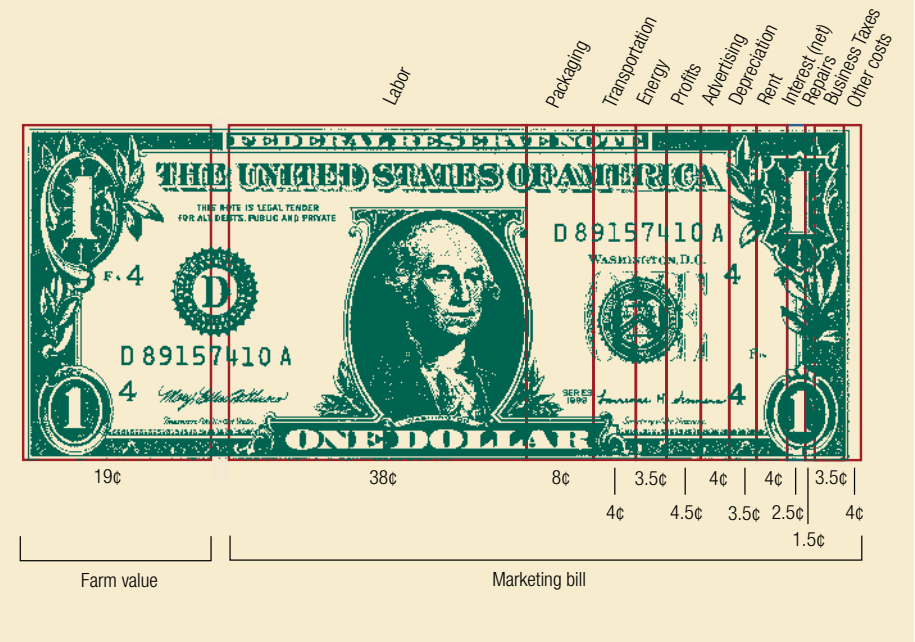 Labor
Packaging
Transportation
Energy
Profits
Advertising
Depreciation
Rent
Interest (net)
Repairs
Business Taxes
Other costs
FEDERAL RESERVE NOTE
THE UNITED STATES OF AMERICA
THIS NOTE IS LEGAL TENDER
FOR ALL DEBTS, PUBLIC AND PRIVATE
D 89157410 A
WASHINGTON, D.C.
1
1
F. 4
4
D
D 89157410 A
4
SERIES
1993
4
1
1
ONE DOLLAR
19¢
38¢
8¢
3.5¢
4¢
4¢
3.5¢
4¢
4.5¢
3.5¢
2.5¢
4¢
1.5¢
Farm value
Marketing bill